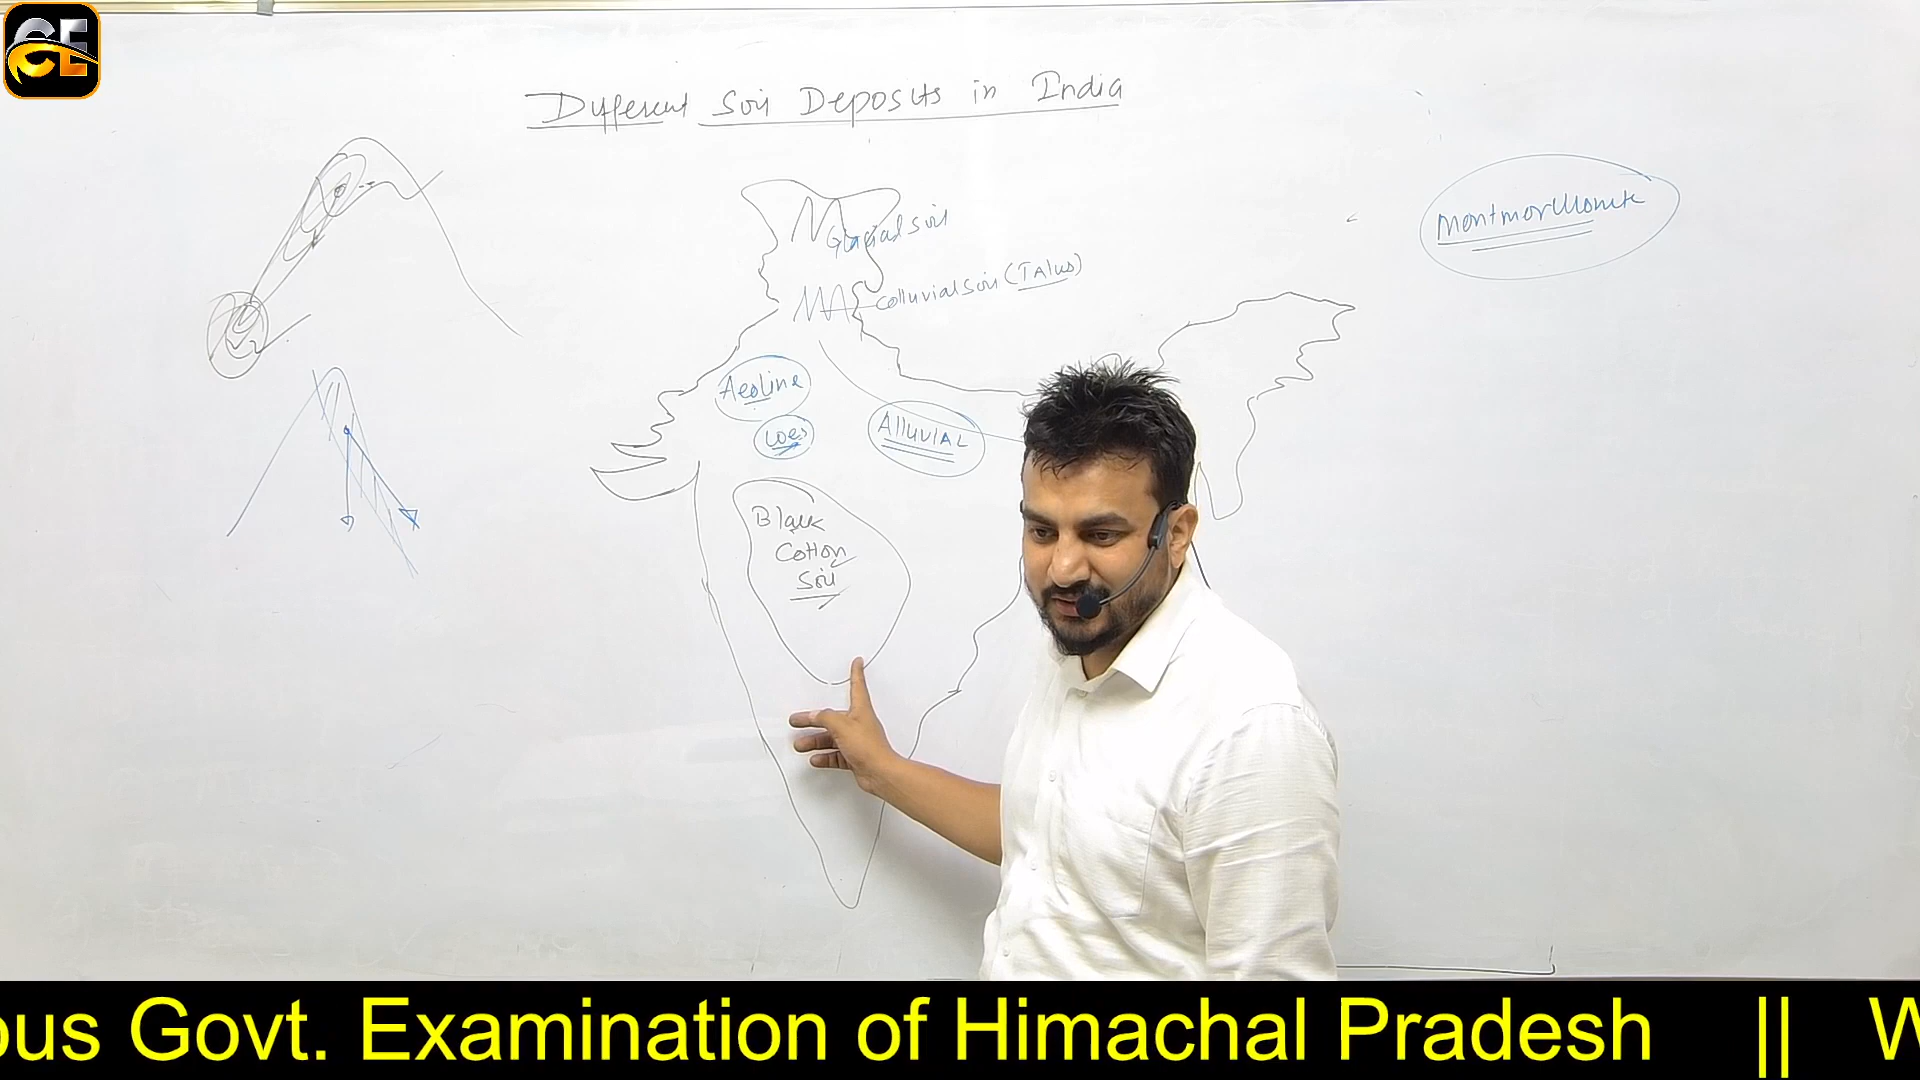 CE
Different Soil Deposits in India
Montmorillonite
Glacial Soil
Colluvial Soil (TAlus)
Aeoline
Loes
AlluviAL
Black
Cotton
Soil
ous Govt. Examination of Himachal Pradesh || W